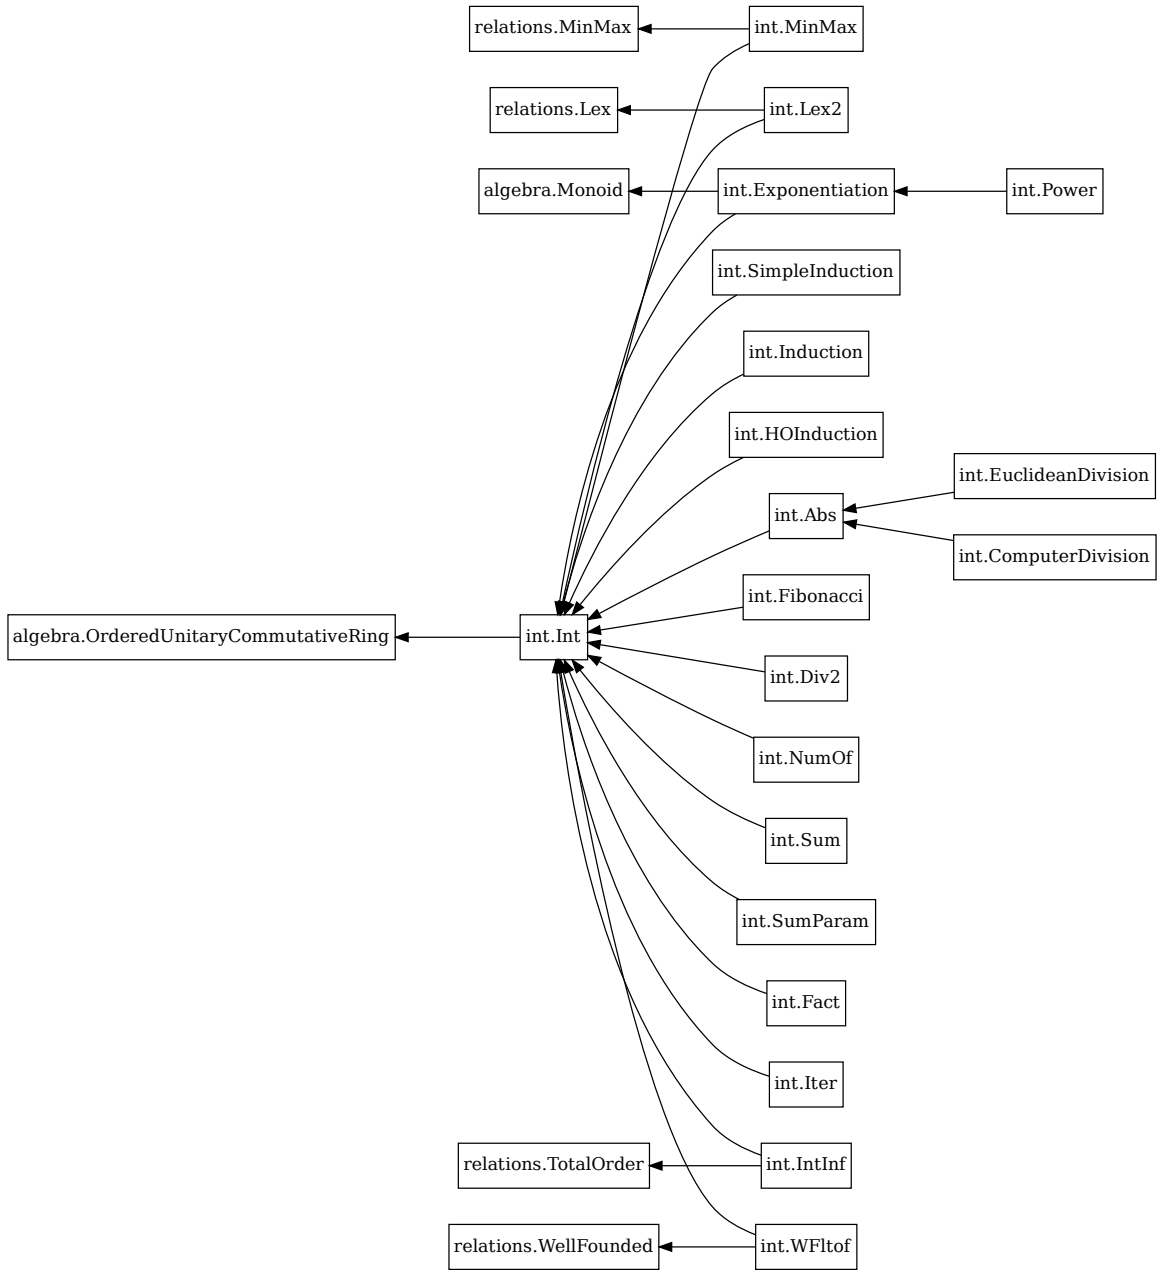 relations.MinMax
int.MinMax
relations.Lex
int.Lex2
algebra.Monoid
int.Exponentiation
int.Power
int.SimpleInduction
int.Induction
int.HOInduction
int.EuclideanDivision
int.Abs
int.ComputerDivision
int.Fibonacci
algebra.OrderedUnitaryCommutativeRing
int.Int
int.Div2
int.NumOf
int.Sum
int.SumParam
int.Fact
int.Iter
relations.TotalOrder
int.IntInf
relations.WellFounded
int.WFltof